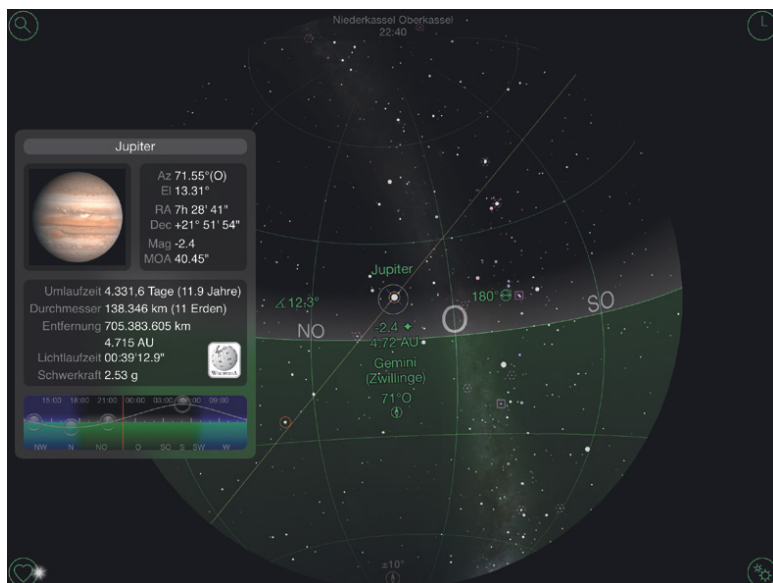 Niederkassel Oberkassel
22:40
Jupiter
Az 71.55°(O)
El 13.31°
RA 7h 28' 41"
Dec +21° 51' 54"
Mag -2.4
MOA 40.45"
Umlaufzeit 4.331,6 Tage (11.9 Jahre)
Durchmesser 138.346 km (11 Erden)
Entfernung 705.383.605 km
4.715 AU
Lichtlaufzeit 00:39'12.9"
Schwerkraft 2.53 g
15:00 18:00 21:00 00:00 03:00 09:00
NW N NO O SO S SW W
Jupiter
12,3°
180°
NO
O
SO
-2.4
4.72 AU
Gemini
(Zwillinge)
71°O
±10°